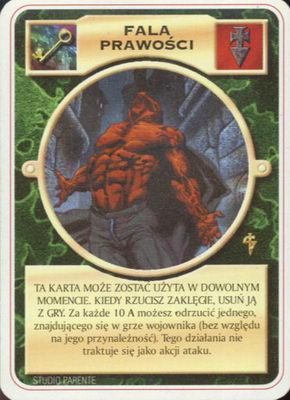 FALA
PRAWOŚCI
TA KARTA MOŻE ZOSTAĆ UŻYTA W DOWOLNYM
MOMENCIE. KIEDY RZUCISZ ZAKLĘCIE, USUŃ JĄ
Z GRY. Za każde 10 A możesz odrzucić jednego,
znajdującego się w grze wojownika (bez względu
na jego przynależność). Tego działania nie
traktuje się jako akcji ataku.
STUDIO PARENTE